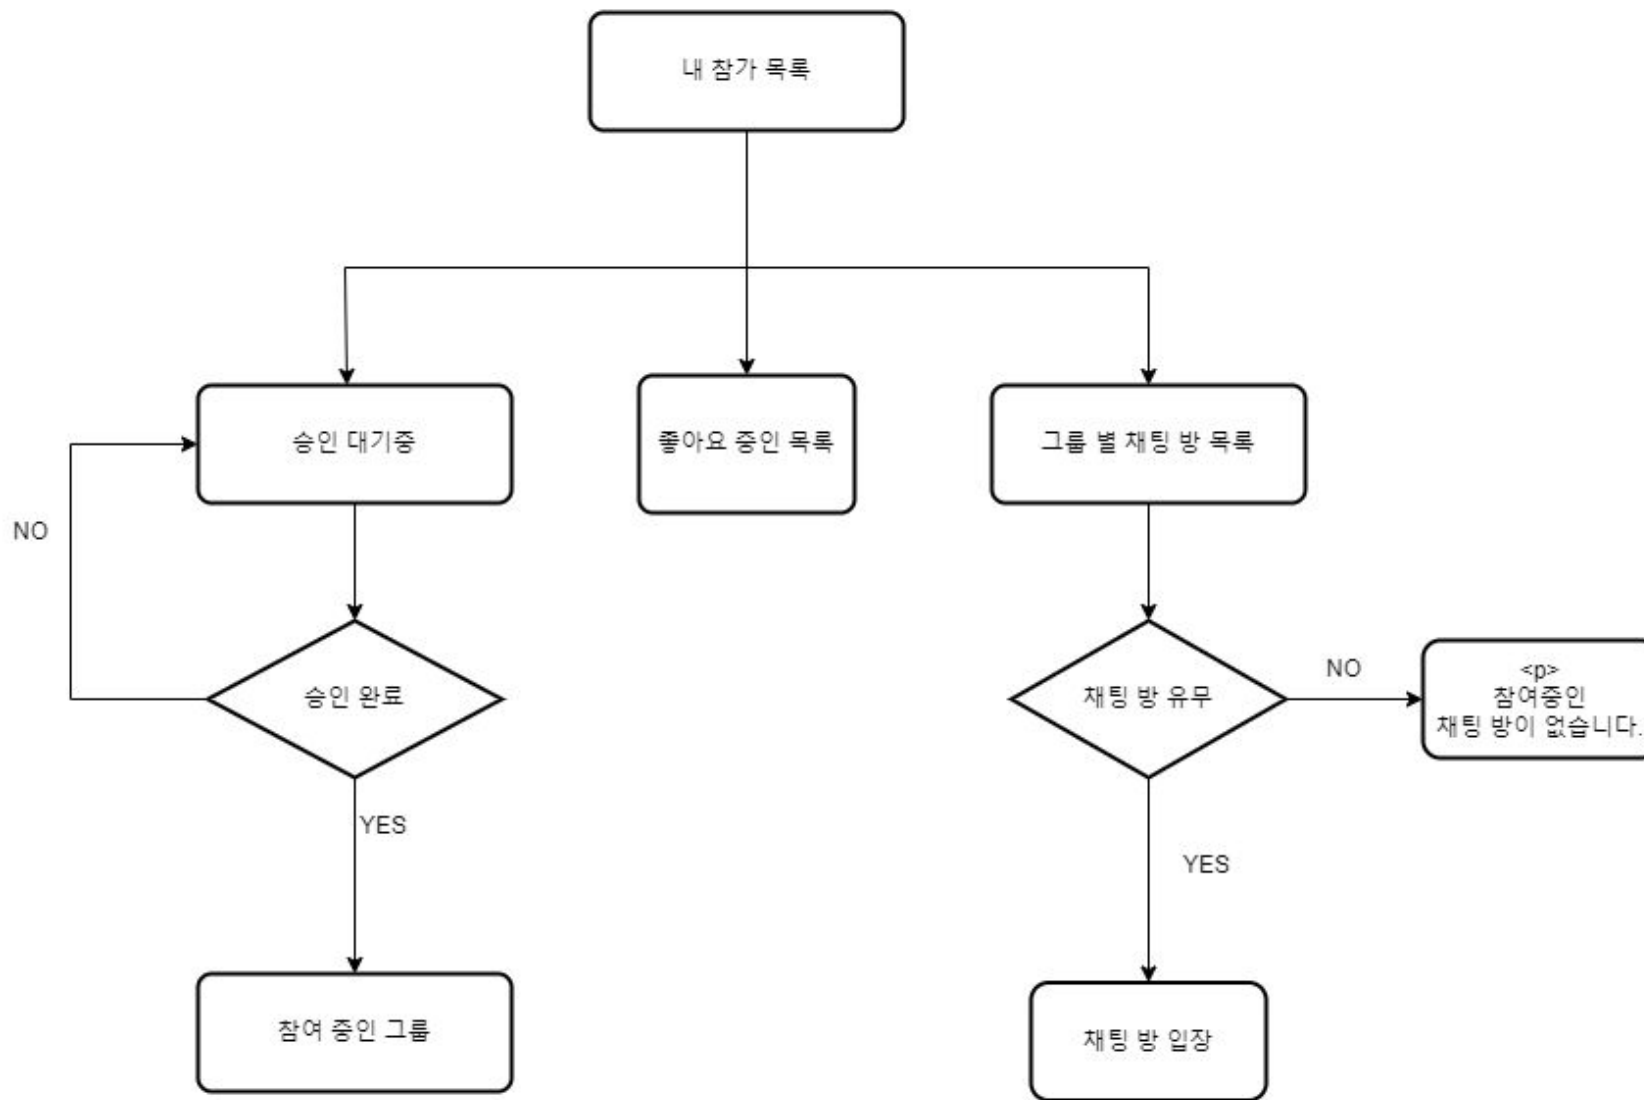 내 참가 목록
승인 대기중
좋아요 중인 목록
그룹 별 채팅 방 목록
NO
승인 완료
채팅 방 유무
NO
<p>
참여중인
채팅 방이 없습니다.
YES
YES
참여 중인 그룹
채팅 방 입장